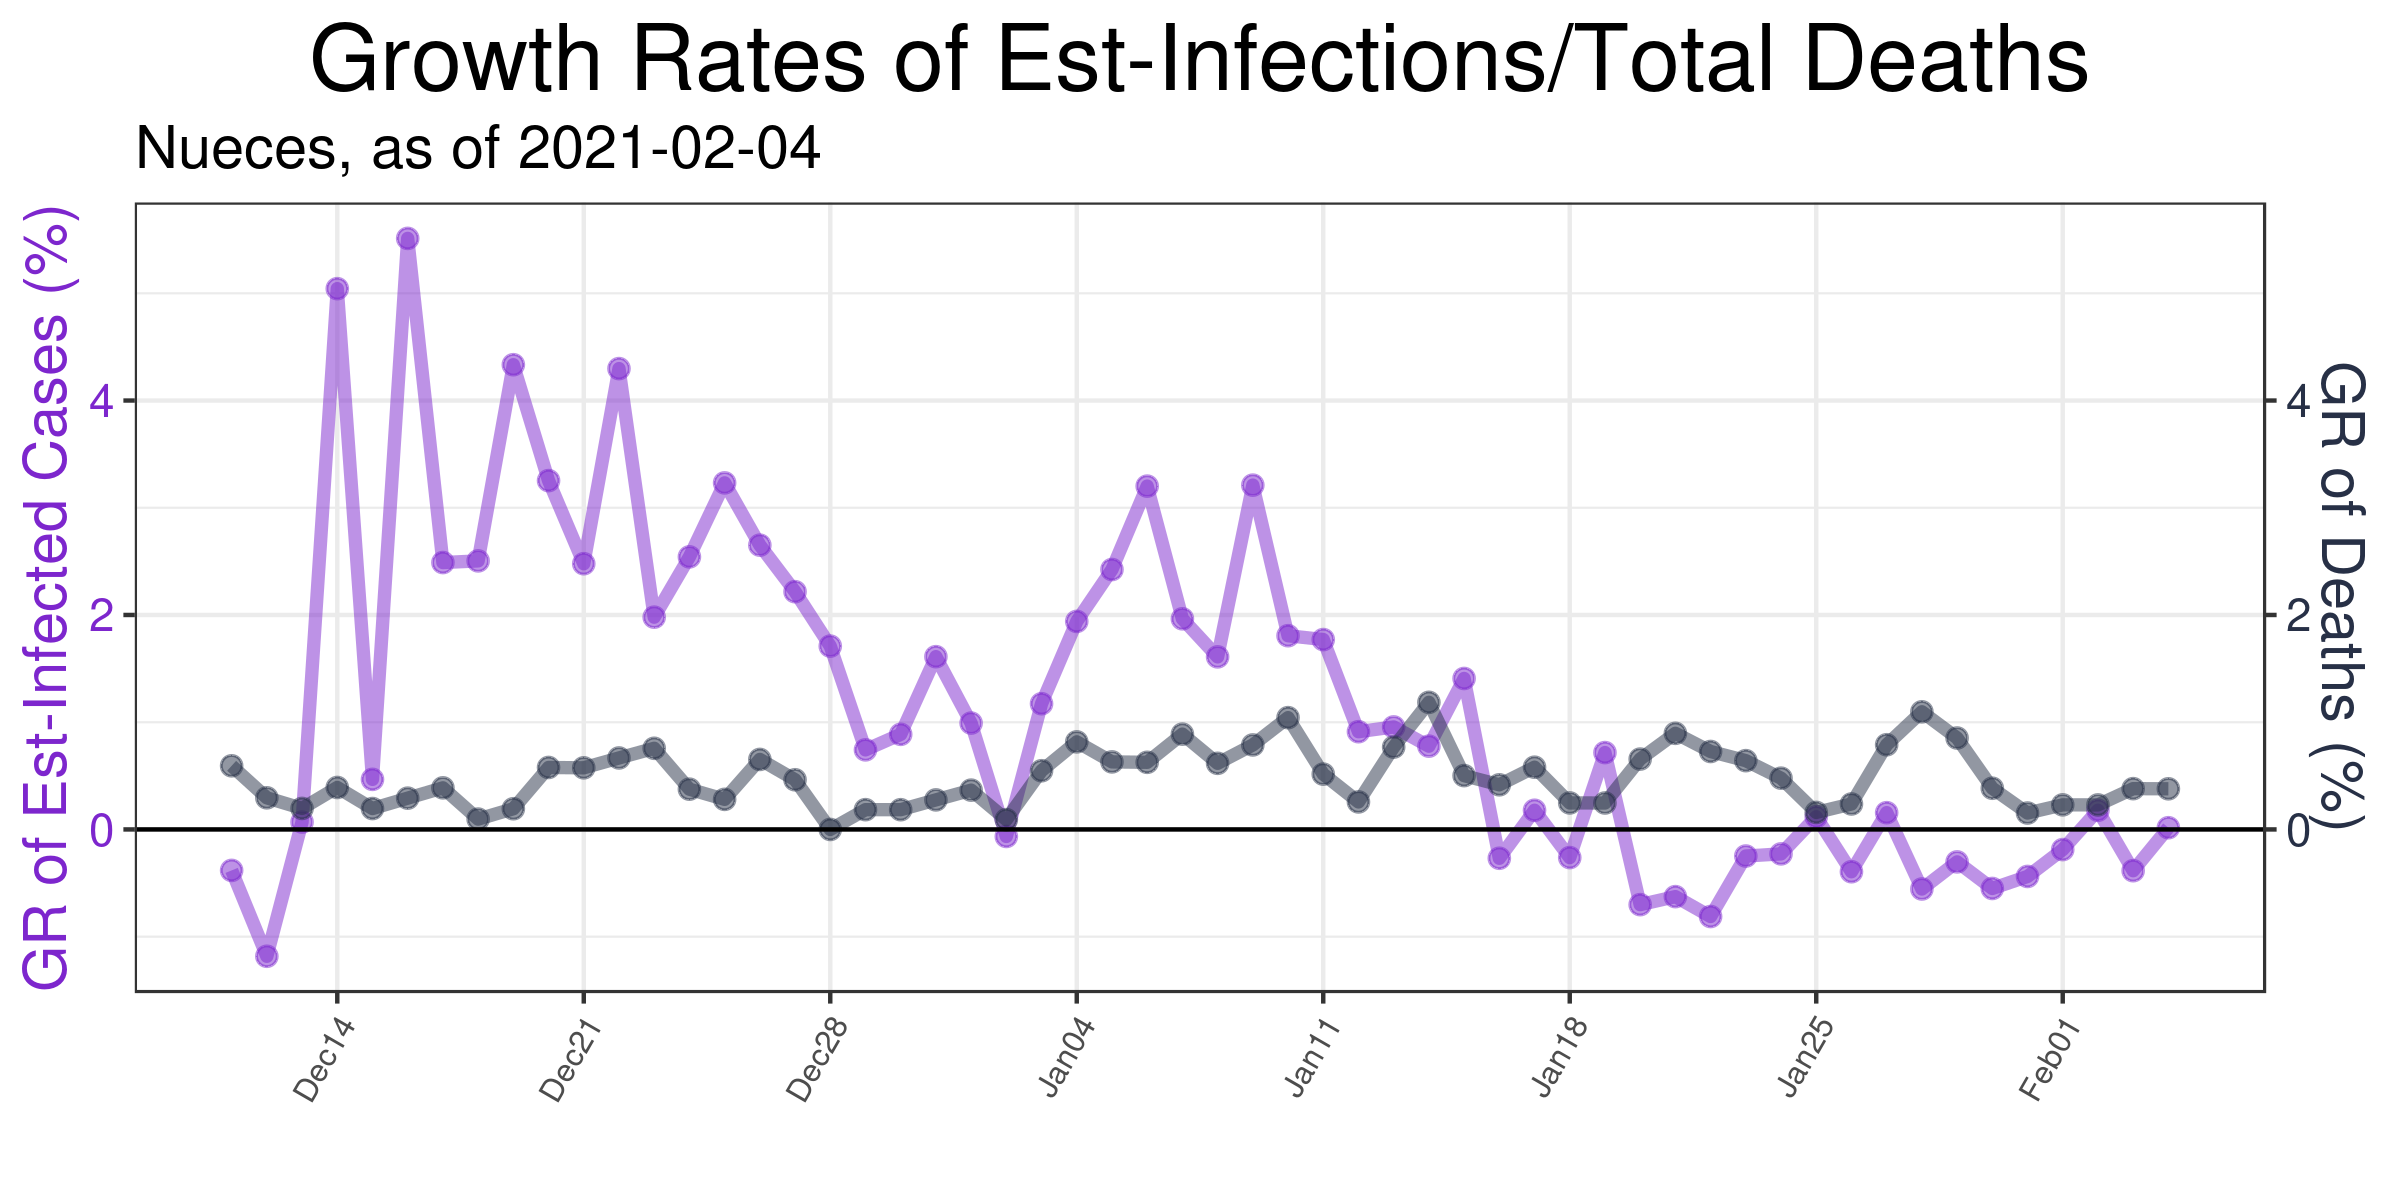 Growth Rates of Est-Infections/Total Deaths
Nueces, as of 2021-02-04
GR of Est-Infected Cases (%)
4
2
0
4
2
0
GR of Deaths (%)
Dec14
Dec21
Dec28
Jan04
Jan11
Jan18
Jan25
Feb01